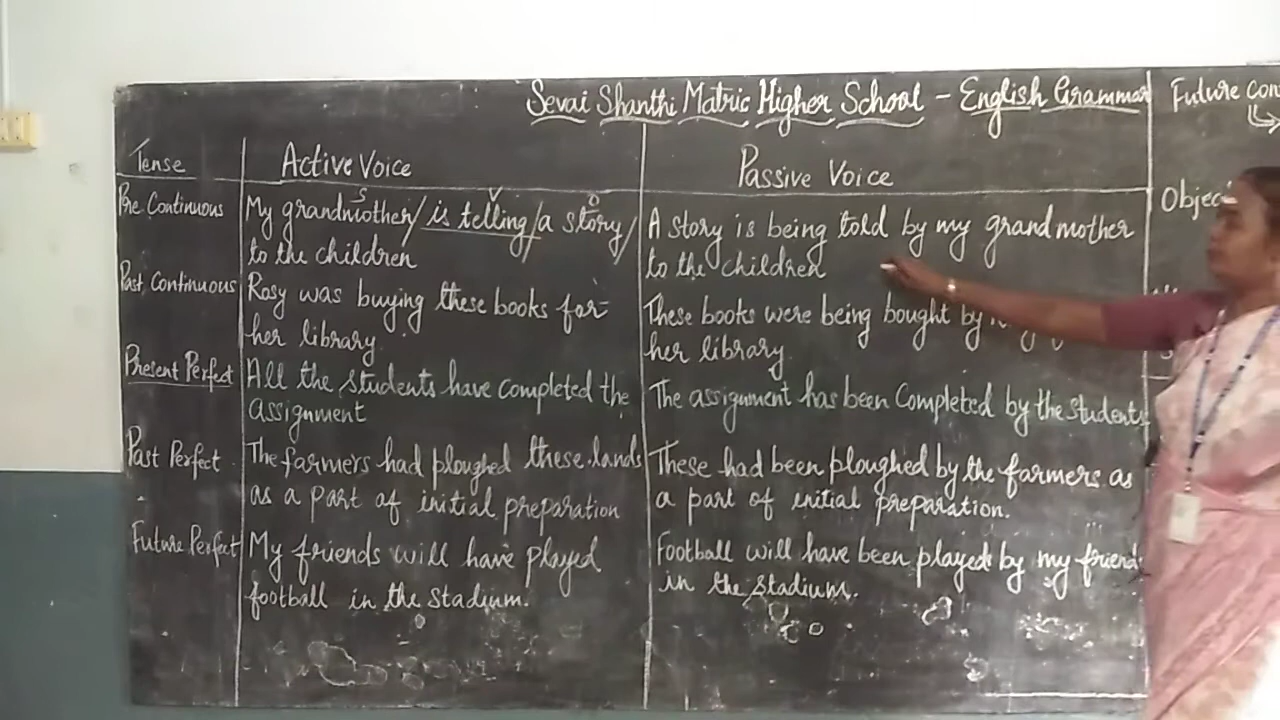 Sevai Shanthi Matric Higher School - English Grammar
Future Con
Tense
Active Voice
Passive Voice
Pre Continuous
S V O
My grandmother/ is telling/a story/
to the children
A story is being told by my grandmother
to the children
Past Continuous
Rosy was buying these books for
her library.
These books were being bought by
her library.
Present Perfect
All the students have completed the
assignment
The assignment has been Completed by the students
Past Perfect
The farmers had ploughed these lands
as a part of initial preparation
These had been ploughed by the farmers as
a part of initial preparation.
Future Perfect
My friends will have played
football in the stadium.
Football will have been played by my friend
in the stadium.
Objec